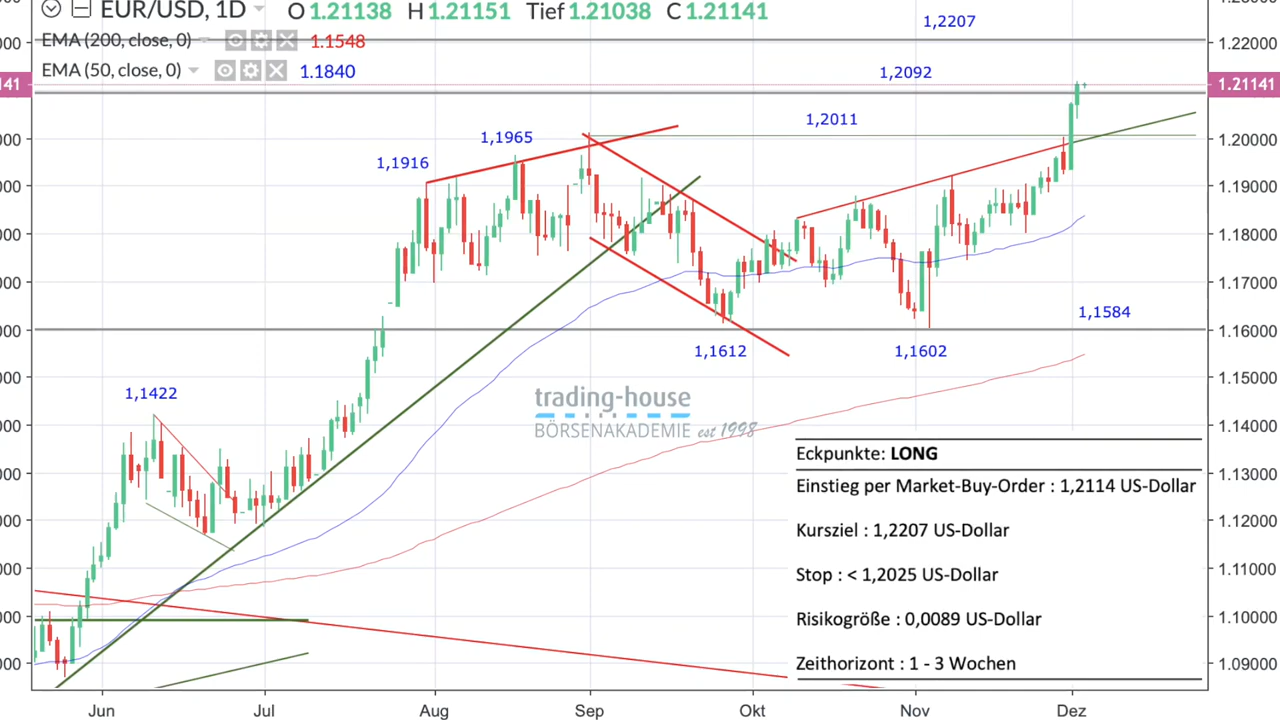 EUR/USD, 1D O 1.21138 H 1.21151 Tief 1.21038 C 1.21141
EMA (200, close, 0) 1.1548
EMA (50, close, 0) 1.1840
1,2207
1.22000
1,2092
141
1.21141
1,2011
1.20000
1,1965
1,1916
1.19000
1.18000
1.17000
1,1584
1.16000
1,1612
1,1602
1.15000
1,1422
trading-house
BÖRSENAKADEMIE est 1998
1.14000
1.13000
1.12000
1.11000
1.10000
1.09000
Eckpunkte: LONG
Einstieg per Market-Buy-Order : 1,2114 US-Dollar
Kursziel : 1,2207 US-Dollar
Stop : < 1,2025 US-Dollar
Risikogröße : 0,0089 US-Dollar
Zeithorizont : 1 - 3 Wochen
Jun Jul Aug Sep Okt Nov Dez